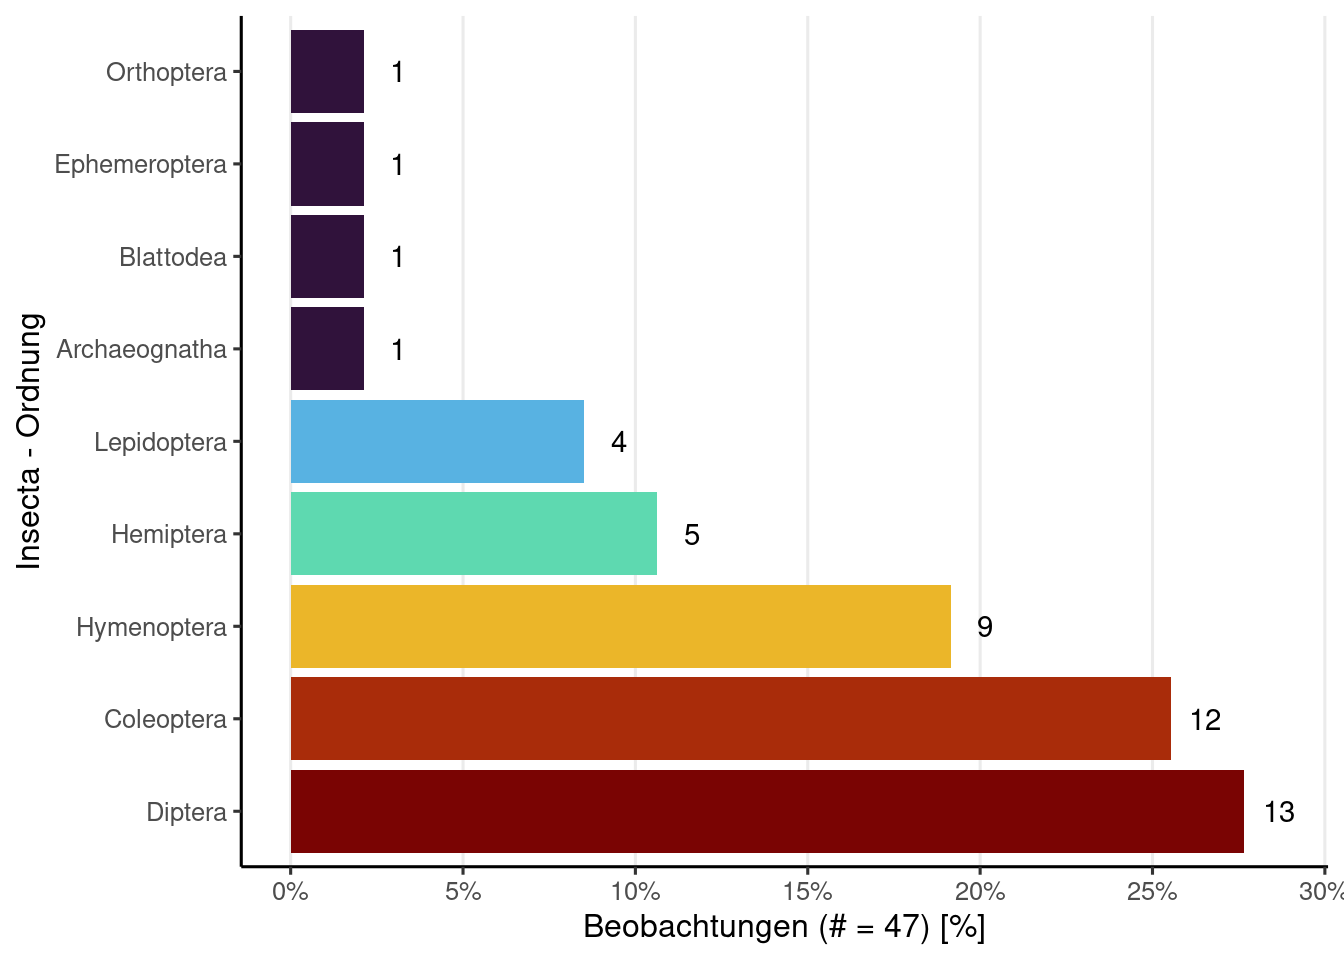 Insecta - Ordnung
Orthoptera 1
Ephemeroptera 1
Blattodea 1
Archaeognatha 1
Lepidoptera 4
Hemiptera 5
Hymenoptera 9
Coleoptera 12
Diptera 13
0% 5% 10% 15% 20% 25% 30%
Beobachtungen (# = 47) [%]